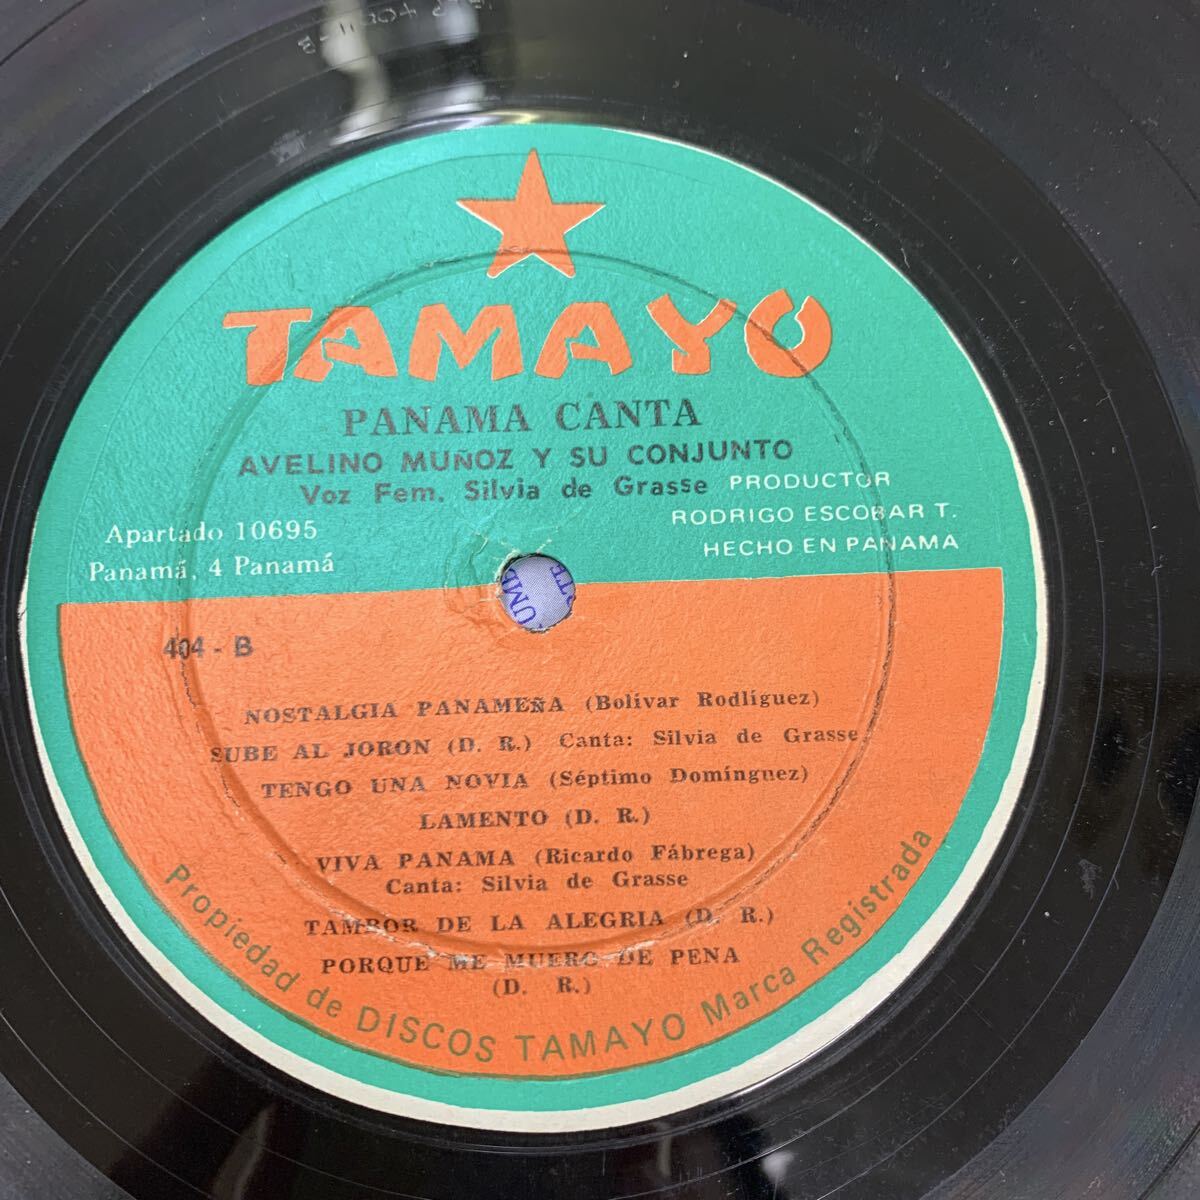 TAMAYO
PANAMA CANTA
AVELINO MUÑOZ Y SU CONJUNTO
Voz Fem. Silvia de Grasse
PRODUCTOR
RODRIGO ESCOBAR T.
HECHO EN PANAMA
Apartado 10695
Panamá, 4 Panamá
404 - B
NOSTALGIA PANAMEÑA (Bolívar Rodlíguez)
SUBE AL JORON (D. R.) Canta: Silvia de Grasse
TENGO UNA NOVIA (Séptimo Domínguez)
LAMENTO (D. R.)
VIVA PANAMA (Ricardo Fábrega)
Canta: Silvia de Grasse
TAMBOR DE LA ALEGRIA (D. R.)
PORQUE ME MUERO DE PENA
(D. R.)
Propiedad de DISCOS TAMAYO Marca Registrada